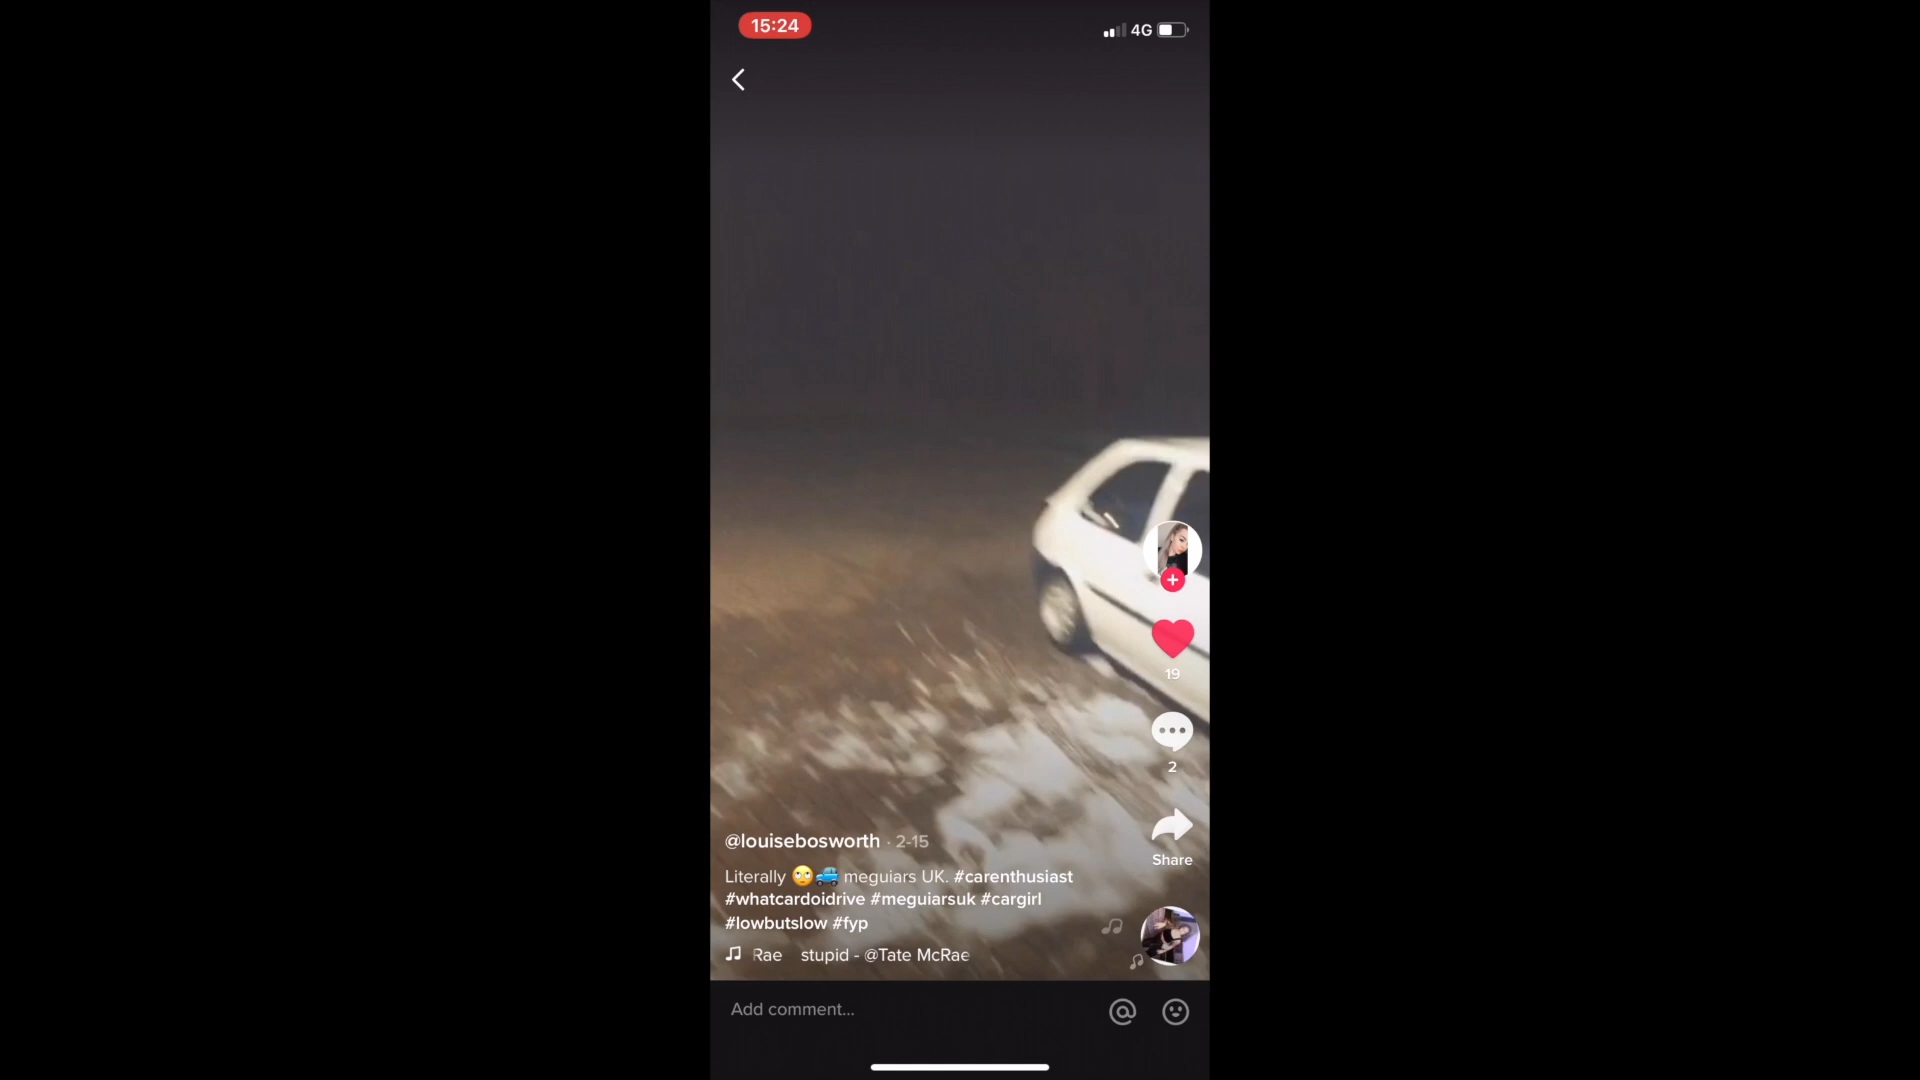 15:24
4G
19
2
Share
@louisebosworth · 2-15
Literally 🙄🚙 meguiars UK. #carenthusiast
#whatcardoidrive #meguiarsuk #cargirl
#lowbutslow #fyp
Rae stupid - @Tate McRae
Add comment...